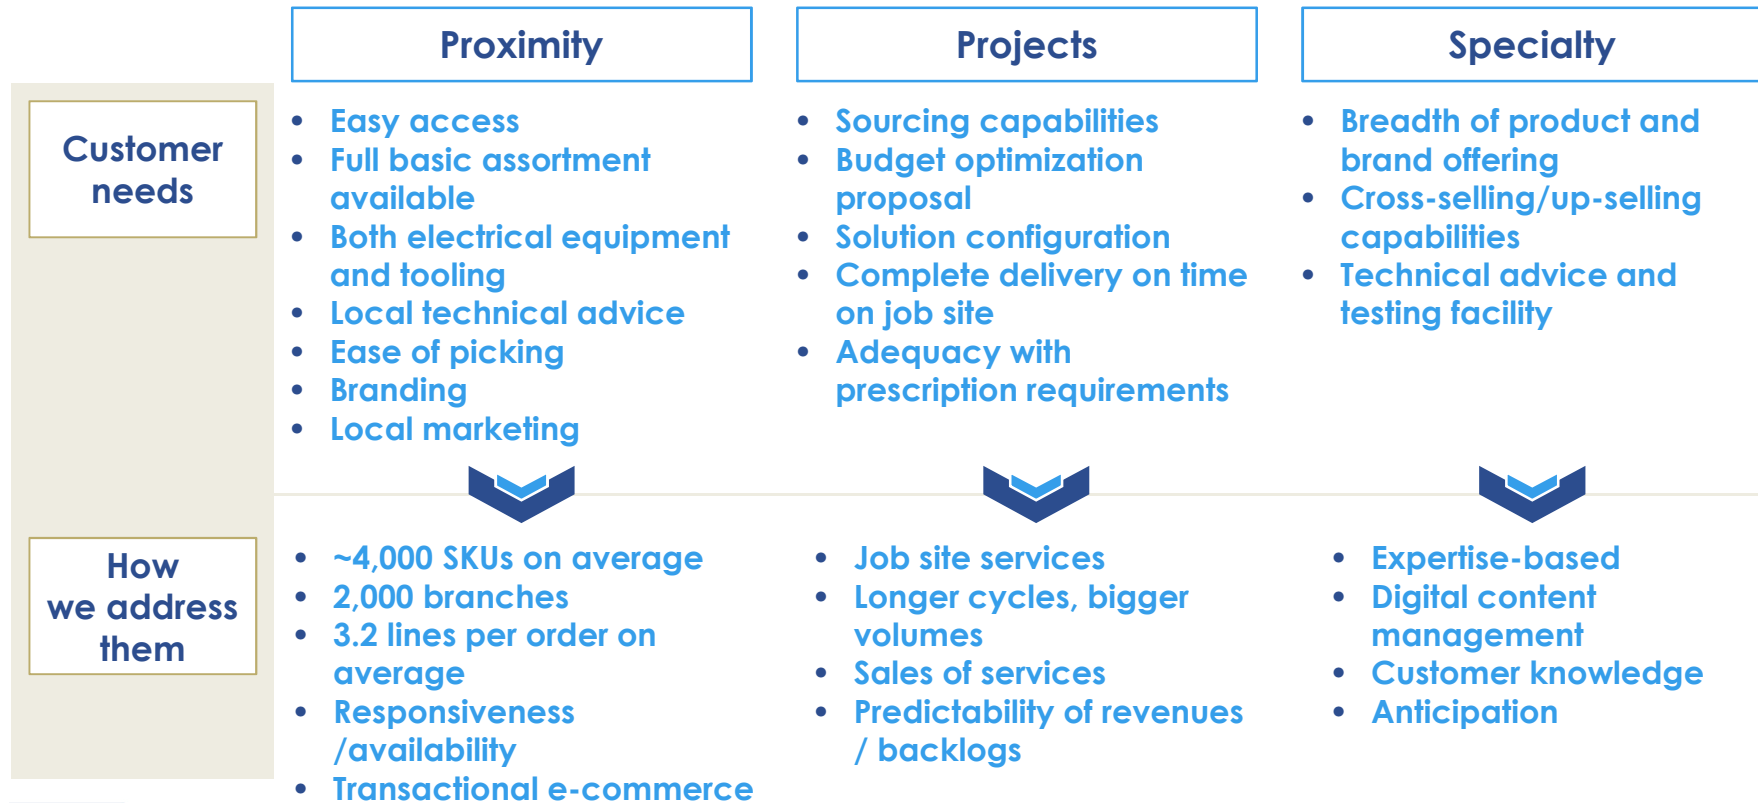 Proximity
Projects
Specialty
Customer
needs
• Easy access
• Full basic assortment
available
• Both electrical equipment
and tooling
• Local technical advice
• Ease of picking
• Branding
• Local marketing
• Sourcing capabilities
• Budget optimization
proposal
• Solution configuration
• Complete delivery on time
on job site
• Adequacy with
prescription requirements
• Breadth of product and
brand offering
• Cross-selling/up-selling
capabilities
• Technical advice and
testing facility
How
we address
them
• ~4,000 SKUs on average
• 2,000 branches
• 3.2 lines per order on
average
• Responsiveness
/availability
• Transactional e-commerce
• Job site services
• Longer cycles, bigger
volumes
• Sales of services
• Predictability of revenues
/ backlogs
• Expertise-based
• Digital content
management
• Customer knowledge
• Anticipation